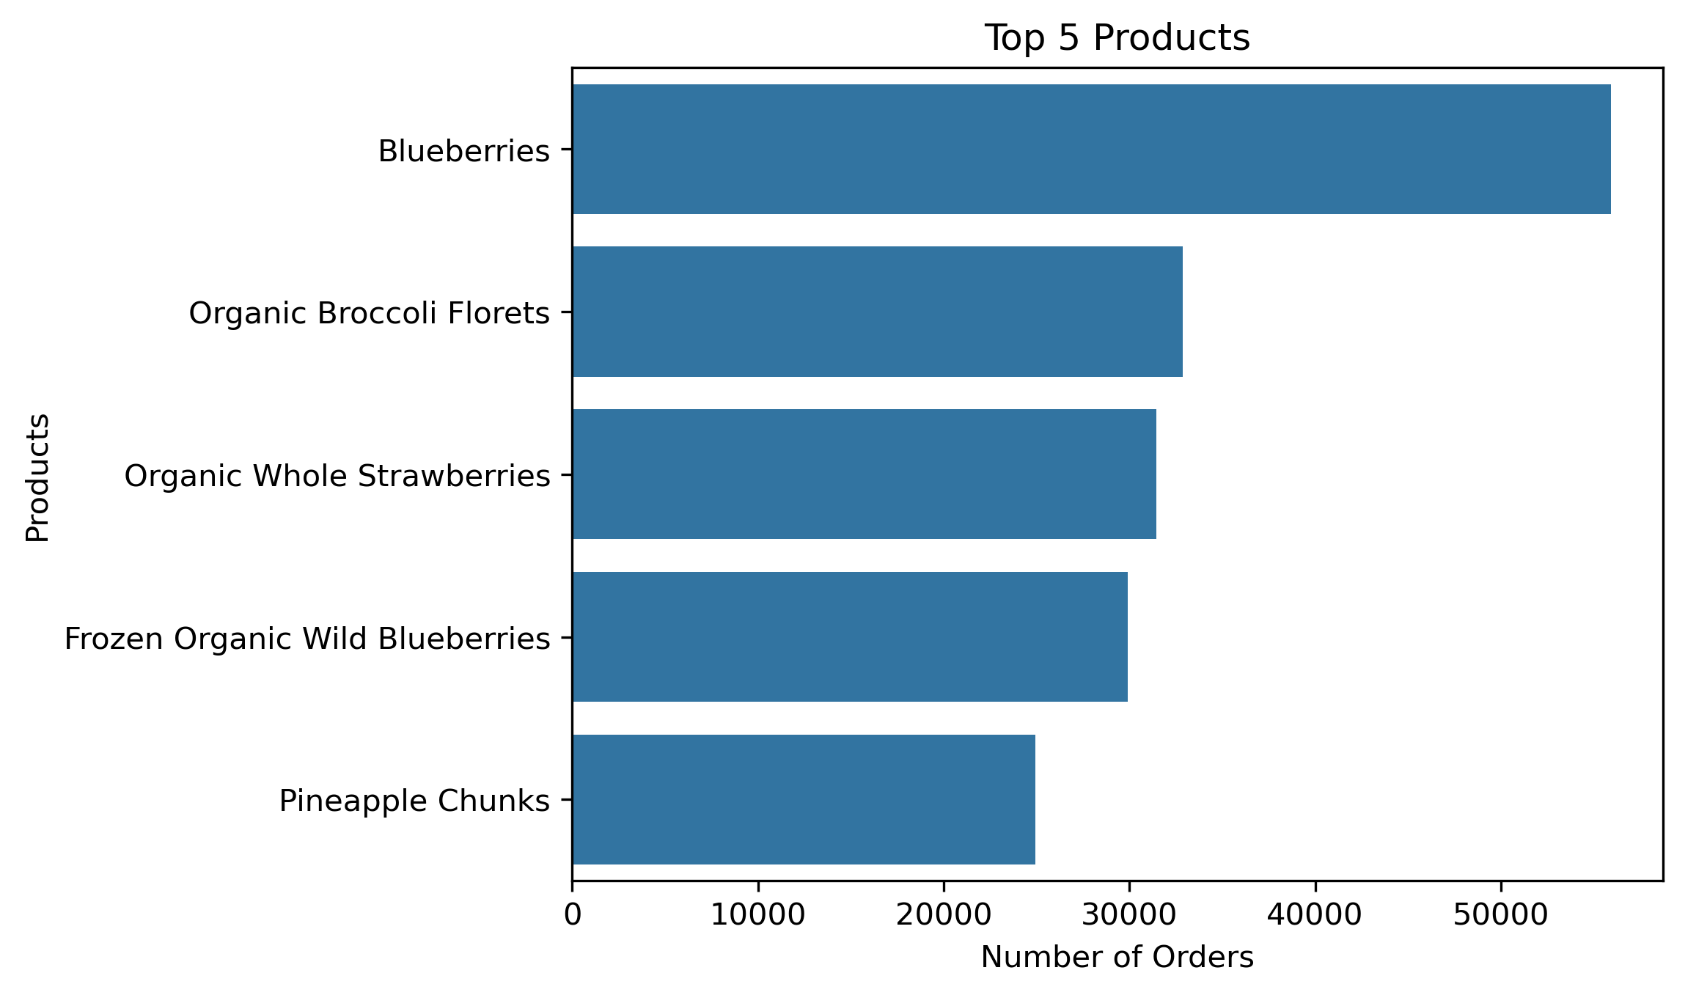 Top 5 Products
Blueberries
Organic Broccoli Florets
Organic Whole Strawberries
Frozen Organic Wild Blueberries
Pineapple Chunks
Products
0 10000 20000 30000 40000 50000
Number of Orders